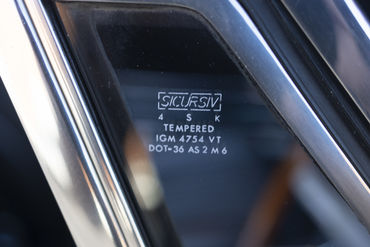 SICURSIV
4 S K
TEMPERED
IGM 4754 VT
DOT-36 AS 2 M 6